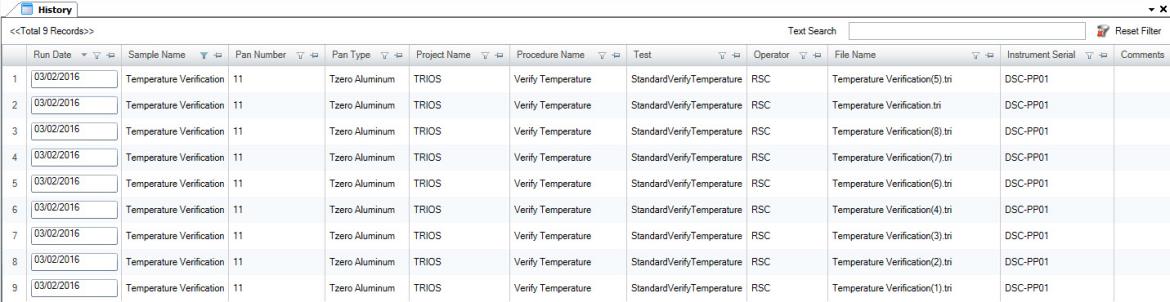 History
<<Total 9 Records>> Text Search Reset Filter
Run Date Sample Name Pan Number Pan Type Project Name Procedure Name Test Operator File Name Instrument Serial Comments
1 03/02/2016 Temperature Verification 11 Tzero Aluminum TRIOS Verify Temperature StandardVerifyTemperature RSC Temperature Verification(5).tri DSC-PP01
2 03/02/2016 Temperature Verification 11 Tzero Aluminum TRIOS Verify Temperature StandardVerifyTemperature RSC Temperature Verification.tri DSC-PP01
3 03/02/2016 Temperature Verification 11 Tzero Aluminum TRIOS Verify Temperature StandardVerifyTemperature RSC Temperature Verification(8).tri DSC-PP01
4 03/02/2016 Temperature Verification 11 Tzero Aluminum TRIOS Verify Temperature StandardVerifyTemperature RSC Temperature Verification(7).tri DSC-PP01
5 03/02/2016 Temperature Verification 11 Tzero Aluminum TRIOS Verify Temperature StandardVerifyTemperature RSC Temperature Verification(6).tri DSC-PP01
6 03/02/2016 Temperature Verification 11 Tzero Aluminum TRIOS Verify Temperature StandardVerifyTemperature RSC Temperature Verification(4).tri DSC-PP01
7 03/02/2016 Temperature Verification 11 Tzero Aluminum TRIOS Verify Temperature StandardVerifyTemperature RSC Temperature Verification(3).tri DSC-PP01
8 03/02/2016 Temperature Verification 11 Tzero Aluminum TRIOS Verify Temperature StandardVerifyTemperature RSC Temperature Verification(2).tri DSC-PP01
9 03/02/2016 Temperature Verification 11 Tzero Aluminum TRIOS Verify Temperature StandardVerifyTemperature RSC Temperature Verification(1).tri DSC-PP01